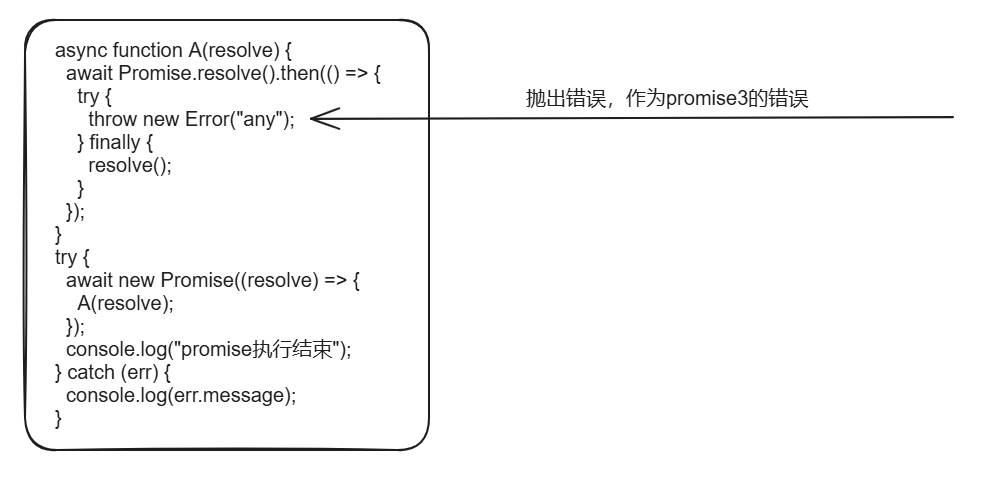 async function A(resolve) {
await Promise.resolve().then(() => {
try {
throw new Error("any");
抛出错误，作为promise3的错误
} finally {
resolve();
}
});
}
try {
await new Promise((resolve) => {
A(resolve);
});
console.log("promise执行结束");
} catch (err) {
console.log(err.message);
}